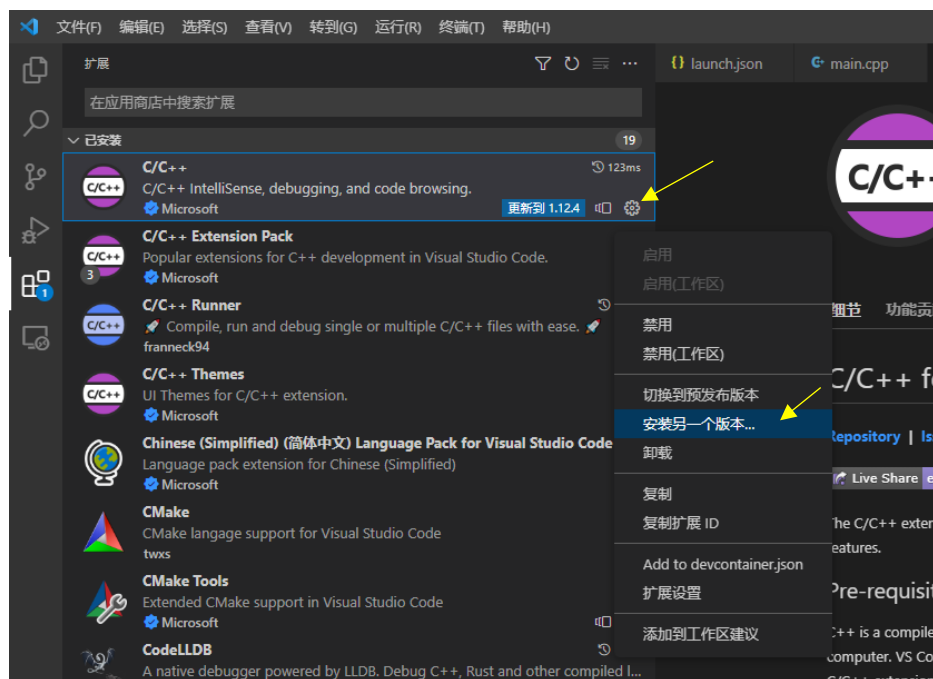 文件(F) 编辑(E) 选择(S) 查看(V) 转到(G) 运行(R) 终端(T) 帮助(H)
扩展
{} launch.json
main.cpp
在应用商店中搜索扩展
已安装
19
C/C++
C/C++
123ms
C/C++ IntelliSense, debugging, and code browsing.
Microsoft
更新到 1.12.4
C/C++
3
C/C++ Extension Pack
Popular extensions for C++ development in Visual Studio Code.
Microsoft
1
C/C++
C/C++ Runner
🚀 Compile, run and debug single or multiple C/C++ files with ease. 🚀
franneck94
C/C++
C/C++ Themes
UI Themes for C/C++ extension.
Microsoft
Chinese (Simplified) (简体中文) Language Pack for Visual Studio Code
Language pack extension for Chinese (Simplified)
Microsoft
CMake
CMake langage support for Visual Studio Code
twxs
CMake Tools
Extended CMake support in Visual Studio Code
Microsoft
CodeLLDB
A native debugger powered by LLDB. Debug C++, Rust and other compiled l...
启用
启用(工作区)
禁用
禁用(工作区)
切换到预发布版本
安装另一个版本...
卸载
复制
复制扩展 ID
Add to devcontainer.json
扩展设置
添加到工作区建议
C/C+
细节 功能贡
C/C++ f
Repository | Is
Live Share e
The C/C++ exter
eatures.
Pre-requisit
C++ is a compile
computer. VS Co